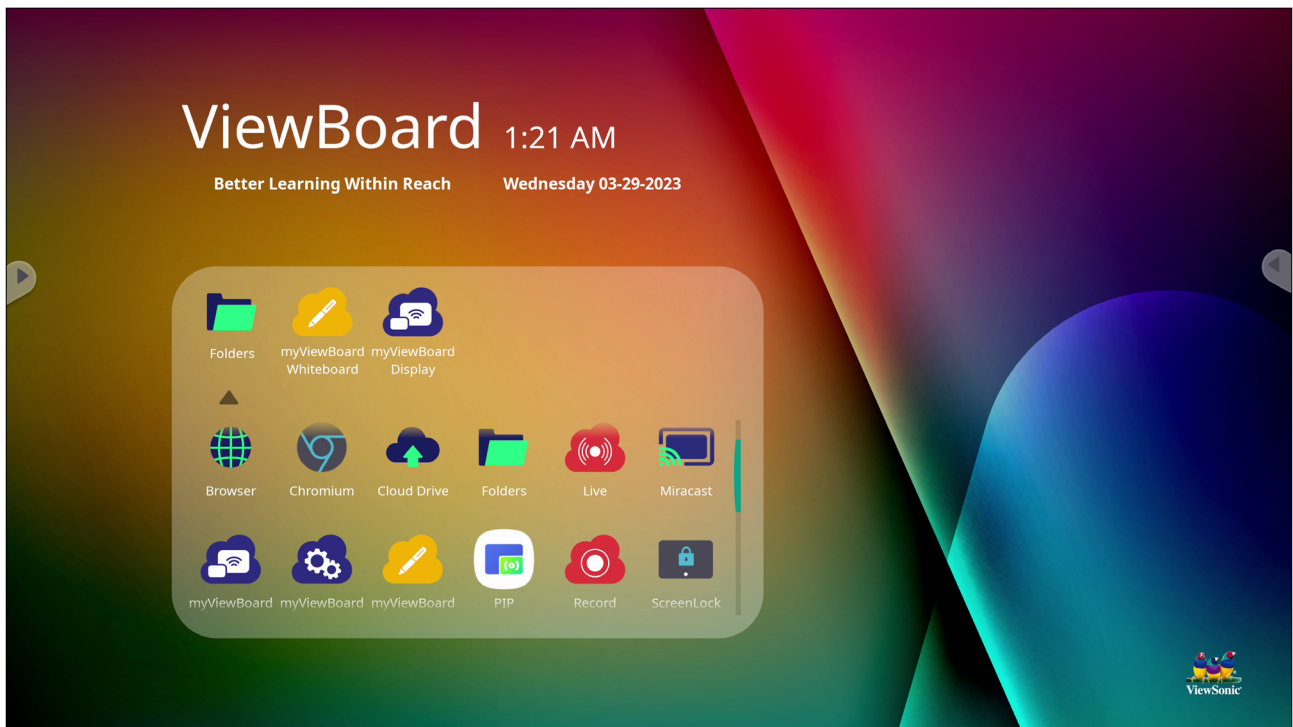 ViewBoard 1:21 AM
Better Learning Within Reach Wednesday 03-29-2023
Folders myViewBoard myViewBoard
Whiteboard Display
Browser Chromium Cloud Drive Folders Live Miracast
myViewBoard myViewBoard myViewBoard PIP Record ScreenLock
ViewSonic